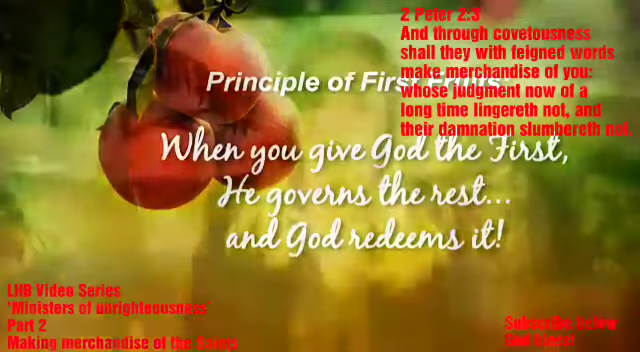 2 Peter 2:3
And through covetousness
shall they with feigned words
make merchandise of you:
whose judgment now of a
long time lingereth not, and
their damnation slumbereth not.
Principle of First Fruits
When you give God the First,
He governs the rest...
and God redeems it!
LHB Video Series
'Ministers of unrighteousness'
Part 2
Making merchandise of the Saints
Subscribe below
God bless!